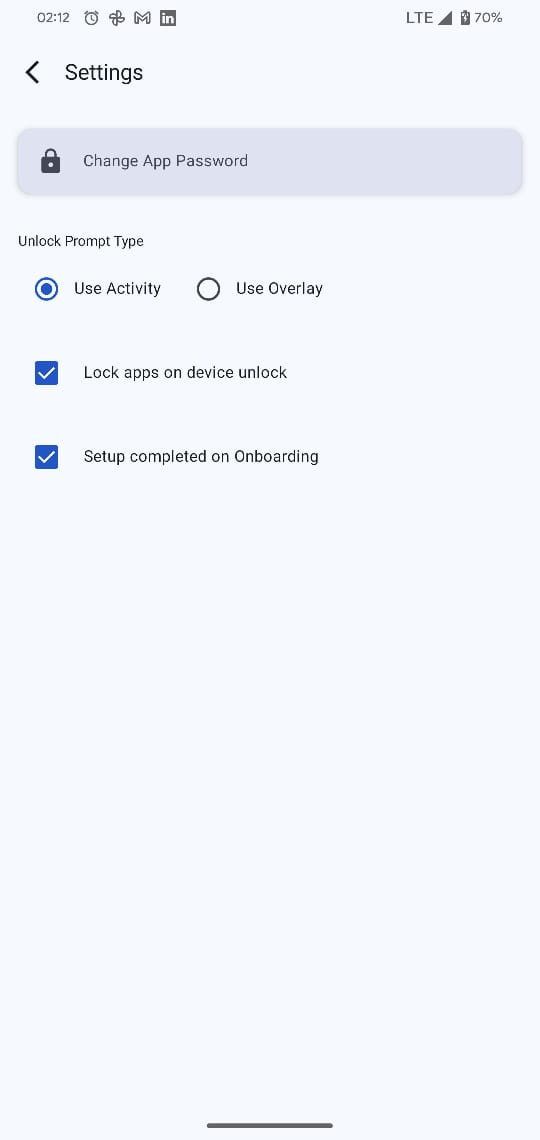 02:12 LTE 70%
Settings
Change App Password
Unlock Prompt Type
Use Activity Use Overlay
Lock apps on device unlock
Setup completed on Onboarding